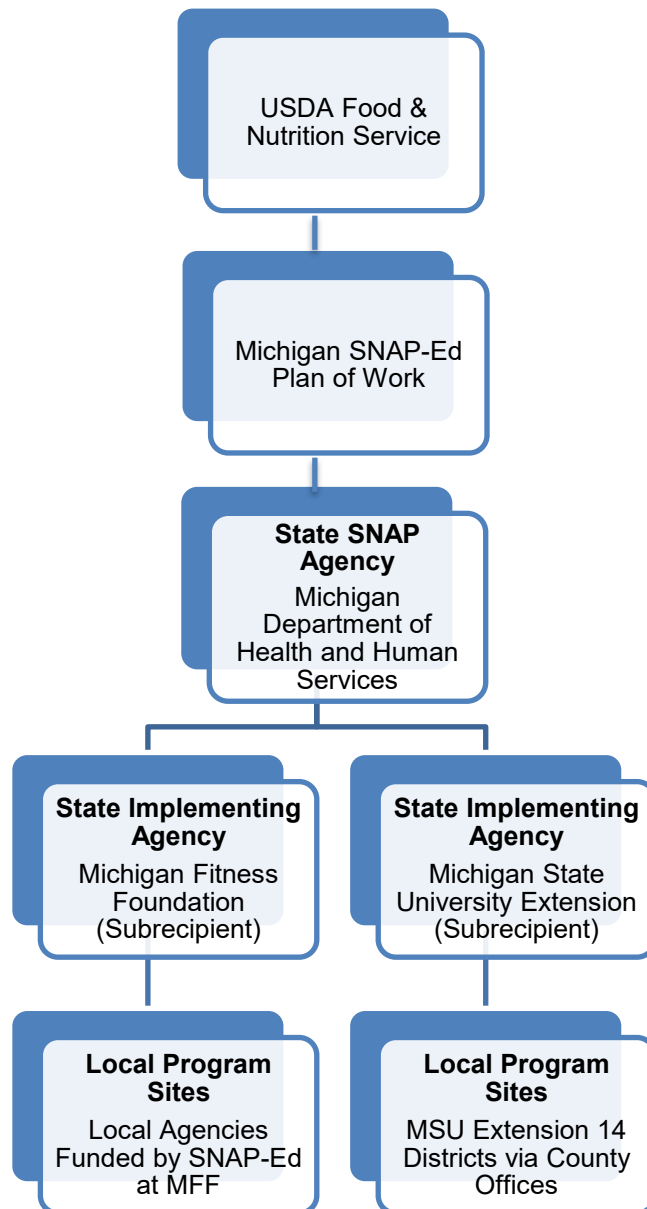 USDA Food &
Nutrition Service
Michigan SNAP-Ed
Plan of Work
State SNAP
Agency
Michigan
Department of
Health and Human
Services
State Implementing
Agency
Michigan Fitness
Foundation
(Subrecipient)
State Implementing
Agency
Michigan State
University Extension
(Subrecipient)
Local Program
Sites
Local Agencies
Funded by SNAP-Ed
at MFF
Local Program
Sites
MSU Extension 14
Districts via County
Offices